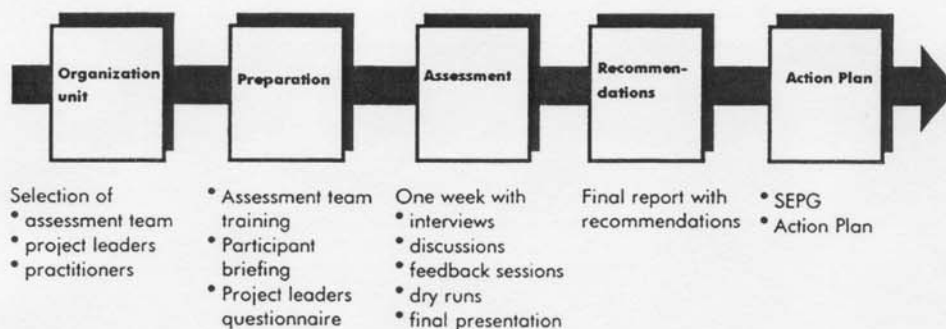 Organization
unit
Preparation
Assessment
Recommen-
dations
Action Plan
Selection of
• assessment team
• project leaders
• practitioners
• Assessment team
training
• Participant
briefing
• Project leaders
questionnaire
One week with
• interviews
• discussions
• feedback sessions
• dry runs
• final presentation
Final report with
recommendations
• SEPG
• Action Plan